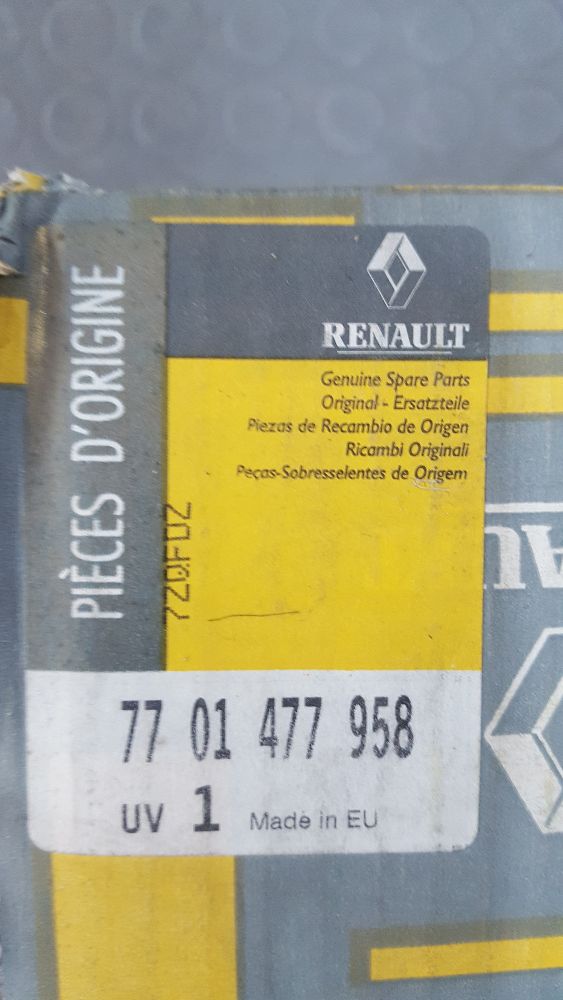 PIÈCES D'ORIGINE
RENAULT
Genuine Spare Parts
Original - Ersatzteile
Piezas de Recambio de Origen
Ricambi Originali
Peças-Sobresselentes de Origem
77 01 477 958
UV 1 Made in EU